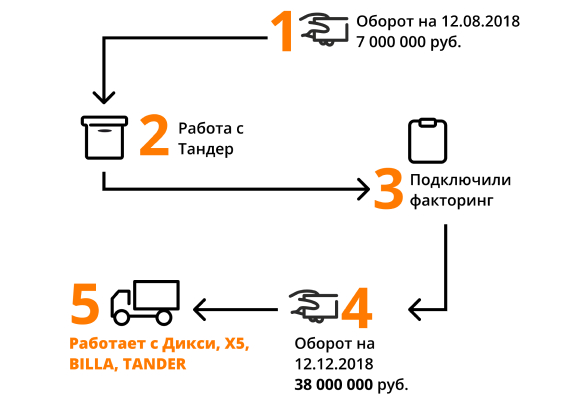 1
Оборот на 12.08.2018
7 000 000 руб.
2
Работа с
Тандер
3
Подключили
факторинг
4
Оборот на
12.12.2018
38 000 000 руб.
5
Работает с Дикси, X5,
BILLA, TANDER